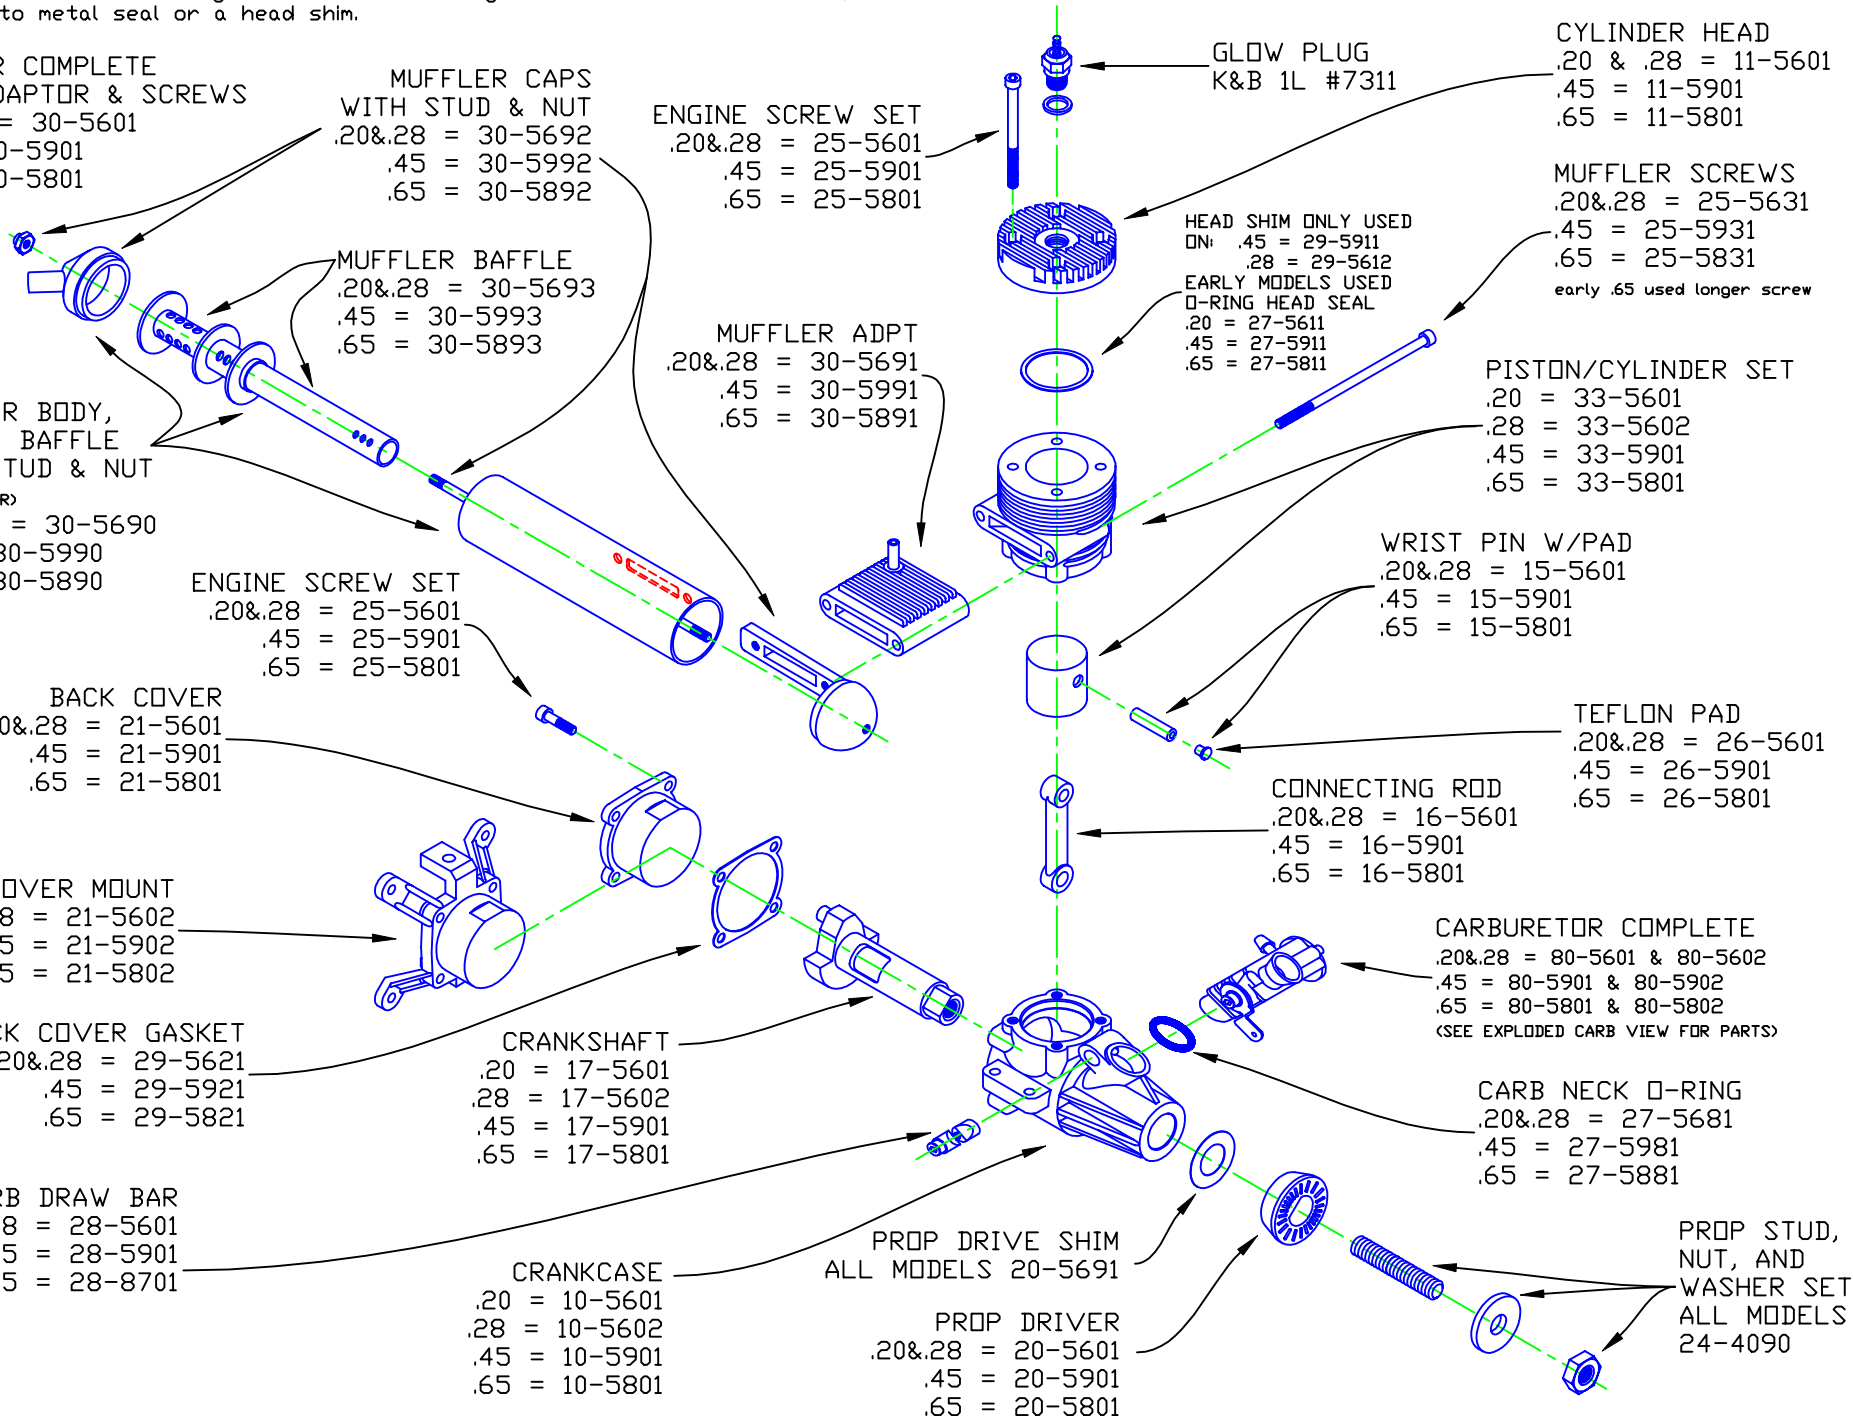 to metal seal or a head shim.
R COMPLETE
DAPTOR & SCREWS
= 30-5601
0-5901
0-5801
MUFFLER CAPS
WITH STUD & NUT
.20&.28 = 30-5692
.45 = 30-5992
.65 = 30-5892
ENGINE SCREW SET
.20&.28 = 25-5601
.45 = 25-5901
.65 = 25-5801
GLOW PLUG
K&B 1L #7311
CYLINDER HEAD
.20 & .28 = 11-5601
.45 = 11-5901
.65 = 11-5801
MUFFLER SCREWS
.20&.28 = 25-5631
.45 = 25-5931
.65 = 25-5831
early .65 used longer screw
HEAD SHIM ONLY USED
ON: .45 = 29-5911
.28 = 29-5612
EARLY MODELS USED
O-RING HEAD SEAL
.20 = 27-5611
.45 = 27-5911
.65 = 27-5811
MUFFLER BAFFLE
.20&.28 = 30-5693
.45 = 30-5993
.65 = 30-5893
MUFFLER ADPT
.20&.28 = 30-5691
.45 = 30-5991
.65 = 30-5891
PISTON/CYLINDER SET
.20 = 33-5601
.28 = 33-5602
.45 = 33-5901
.65 = 33-5801
R BODY,
BAFFLE
TUD & NUT
R)
= 30-5690
30-5990
30-5890
WRIST PIN W/PAD
.20&.28 = 15-5601
.45 = 15-5901
.65 = 15-5801
ENGINE SCREW SET
.20&.28 = 25-5601
.45 = 25-5901
.65 = 25-5801
BACK COVER
0&.28 = 21-5601
.45 = 21-5901
.65 = 21-5801
TEFLON PAD
.20&.28 = 26-5601
.45 = 26-5901
.65 = 26-5801
CONNECTING ROD
.20&.28 = 16-5601
.45 = 16-5901
.65 = 16-5801
OVER MOUNT
8 = 21-5602
5 = 21-5902
5 = 21-5802
CARBURETOR COMPLETE
.20&.28 = 80-5601 & 80-5602
.45 = 80-5901 & 80-5902
.65 = 80-5801 & 80-5802
(SEE EXPLODED CARB VIEW FOR PARTS)
CK COVER GASKET
20&.28 = 29-5621
.45 = 29-5921
.65 = 29-5821
CRANKSHAFT
.20 = 17-5601
.28 = 17-5602
.45 = 17-5901
.65 = 17-5801
CARB NECK O-RING
.20&.28 = 27-5681
.45 = 27-5981
.65 = 27-5881
RB DRAW BAR
8 = 28-5601
5 = 28-5901
5 = 28-8701
PROP DRIVE SHIM
ALL MODELS 20-5691
PROP STUD,
NUT, AND
WASHER SET
ALL MODELS
24-4090
CRANKCASE
.20 = 10-5601
.28 = 10-5602
.45 = 10-5901
.65 = 10-5801
PROP DRIVER
.20&.28 = 20-5601
.45 = 20-5901
.65 = 20-5801